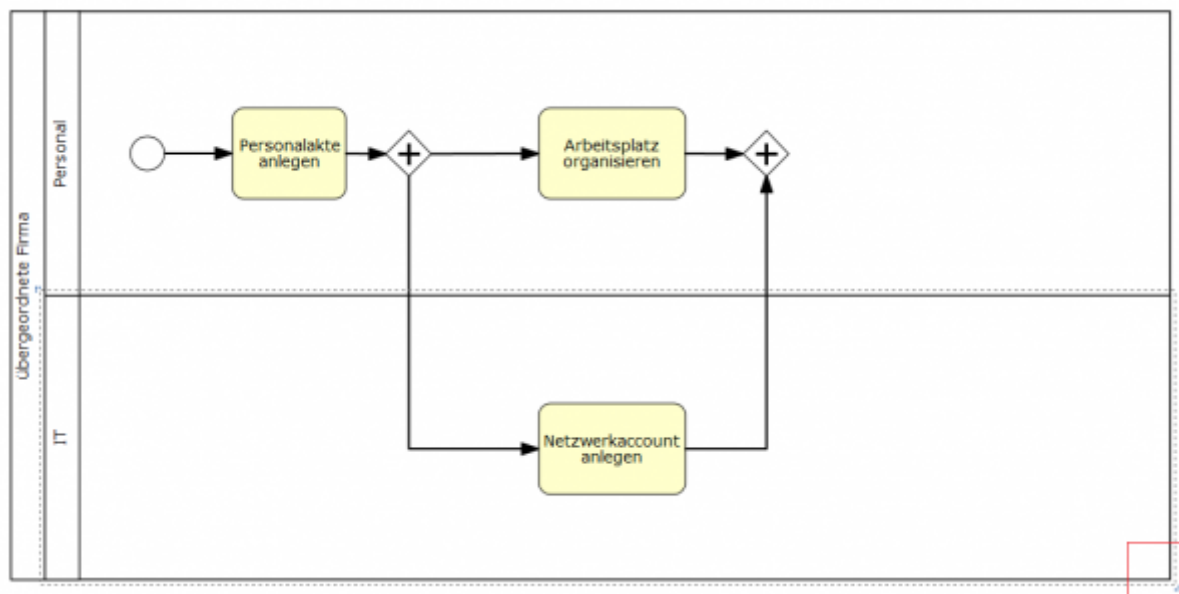 übergeordnete Firma
Personal
Personalakte
anlegen
Arbeitsplatz
organisieren
IT
Netzwerkaccount
anlegen